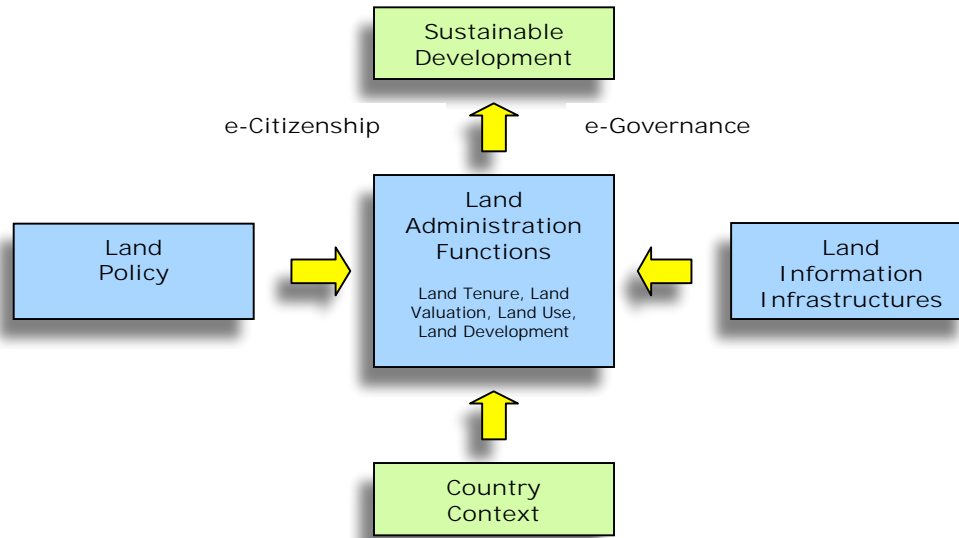 Sustainable
Development
e-Citizenship
e-Governance
Land
Administration
Functions
Land Tenure, Land
Valuation, Land Use,
Land Development
Land
Policy
Land
Information
Infrastructures
Country
Context